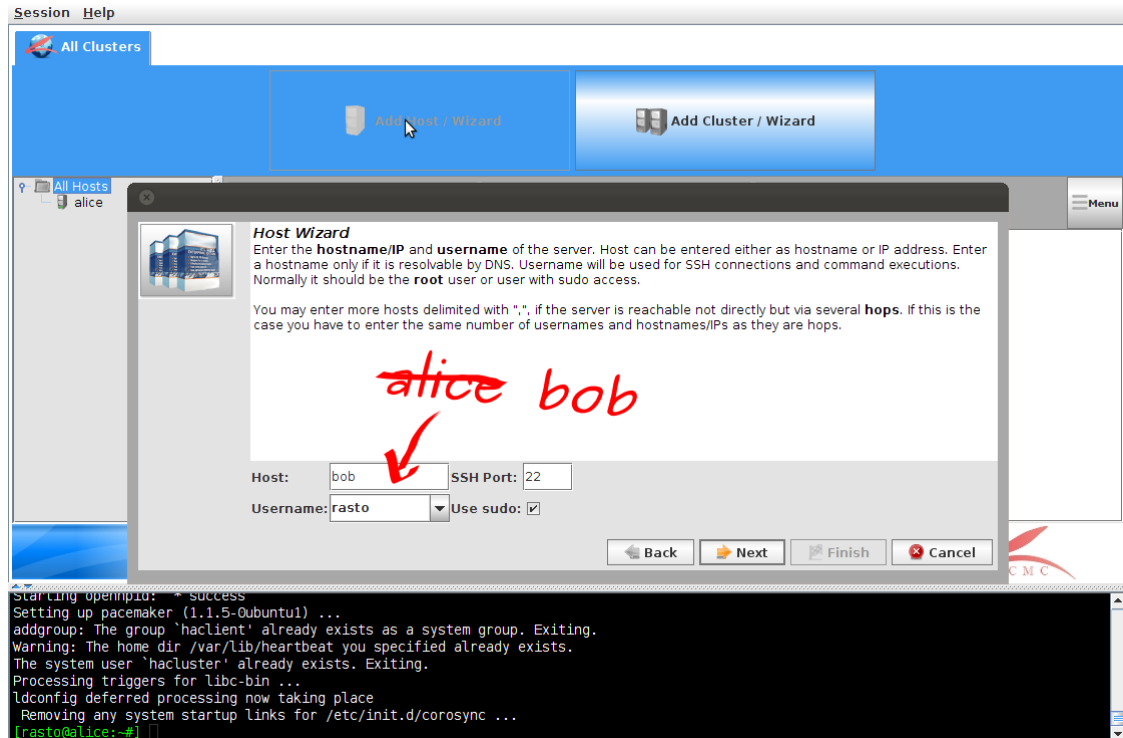 Session Help
All Clusters
Add Host / Wizard
Add Cluster / Wizard
All Hosts
alice
Menu
Host Wizard
Enter the hostname/IP and username of the server. Host can be entered either as hostname or IP address. Enter
a hostname only if it is resolvable by DNS. Username will be used for SSH connections and command executions.
Normally it should be the root user or user with sudo access.
You may enter more hosts delimited with ",", if the server is reachable not directly but via several hops. If this is the
case you have to enter the same number of usernames and hostnames/IPs as they are hops.
alice bob
Host: bob SSH Port: 22
Username: rasto Use sudo:
Back Next Finish Cancel
C M C
Starting openhpid: * success
Setting up pacemaker (1.1.5-0ubuntu1) ...
addgroup: The group `haclient' already exists as a system group. Exiting.
Warning: The home dir /var/lib/heartbeat you specified already exists.
The system user `hacluster' already exists. Exiting.
Processing triggers for libc-bin ...
ldconfig deferred processing now taking place
Removing any system startup links for /etc/init.d/corosync ...
[rasto@alice:~#]